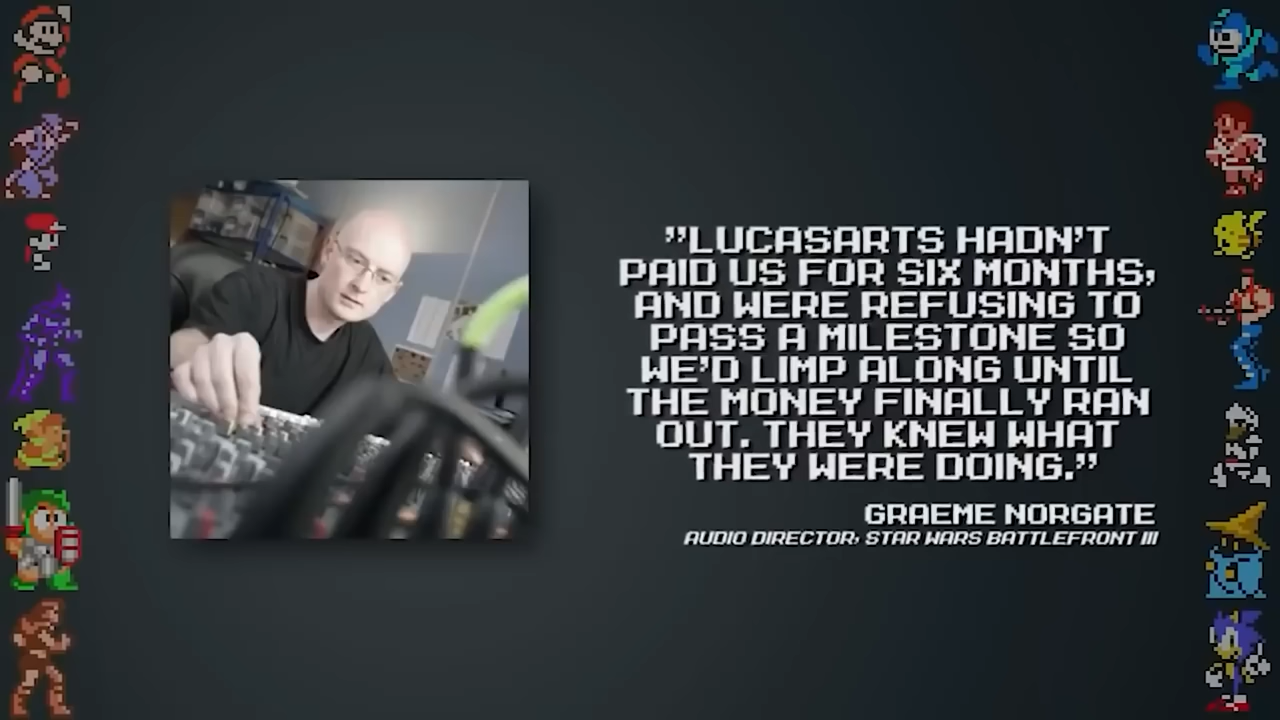 "LUCASARTS HADN'T
PAID US FOR SIX MONTHS,
AND WERE REFUSING TO
PASS A MILESTONE SO
WE'D LIMP ALONG UNTIL
THE MONEY FINALLY RAN
OUT. THEY KNEW WHAT
THEY WERE DOING."
GRAEME NORGATE
AUDIO DIRECTOR, STAR WARS BATTLEFRONT III